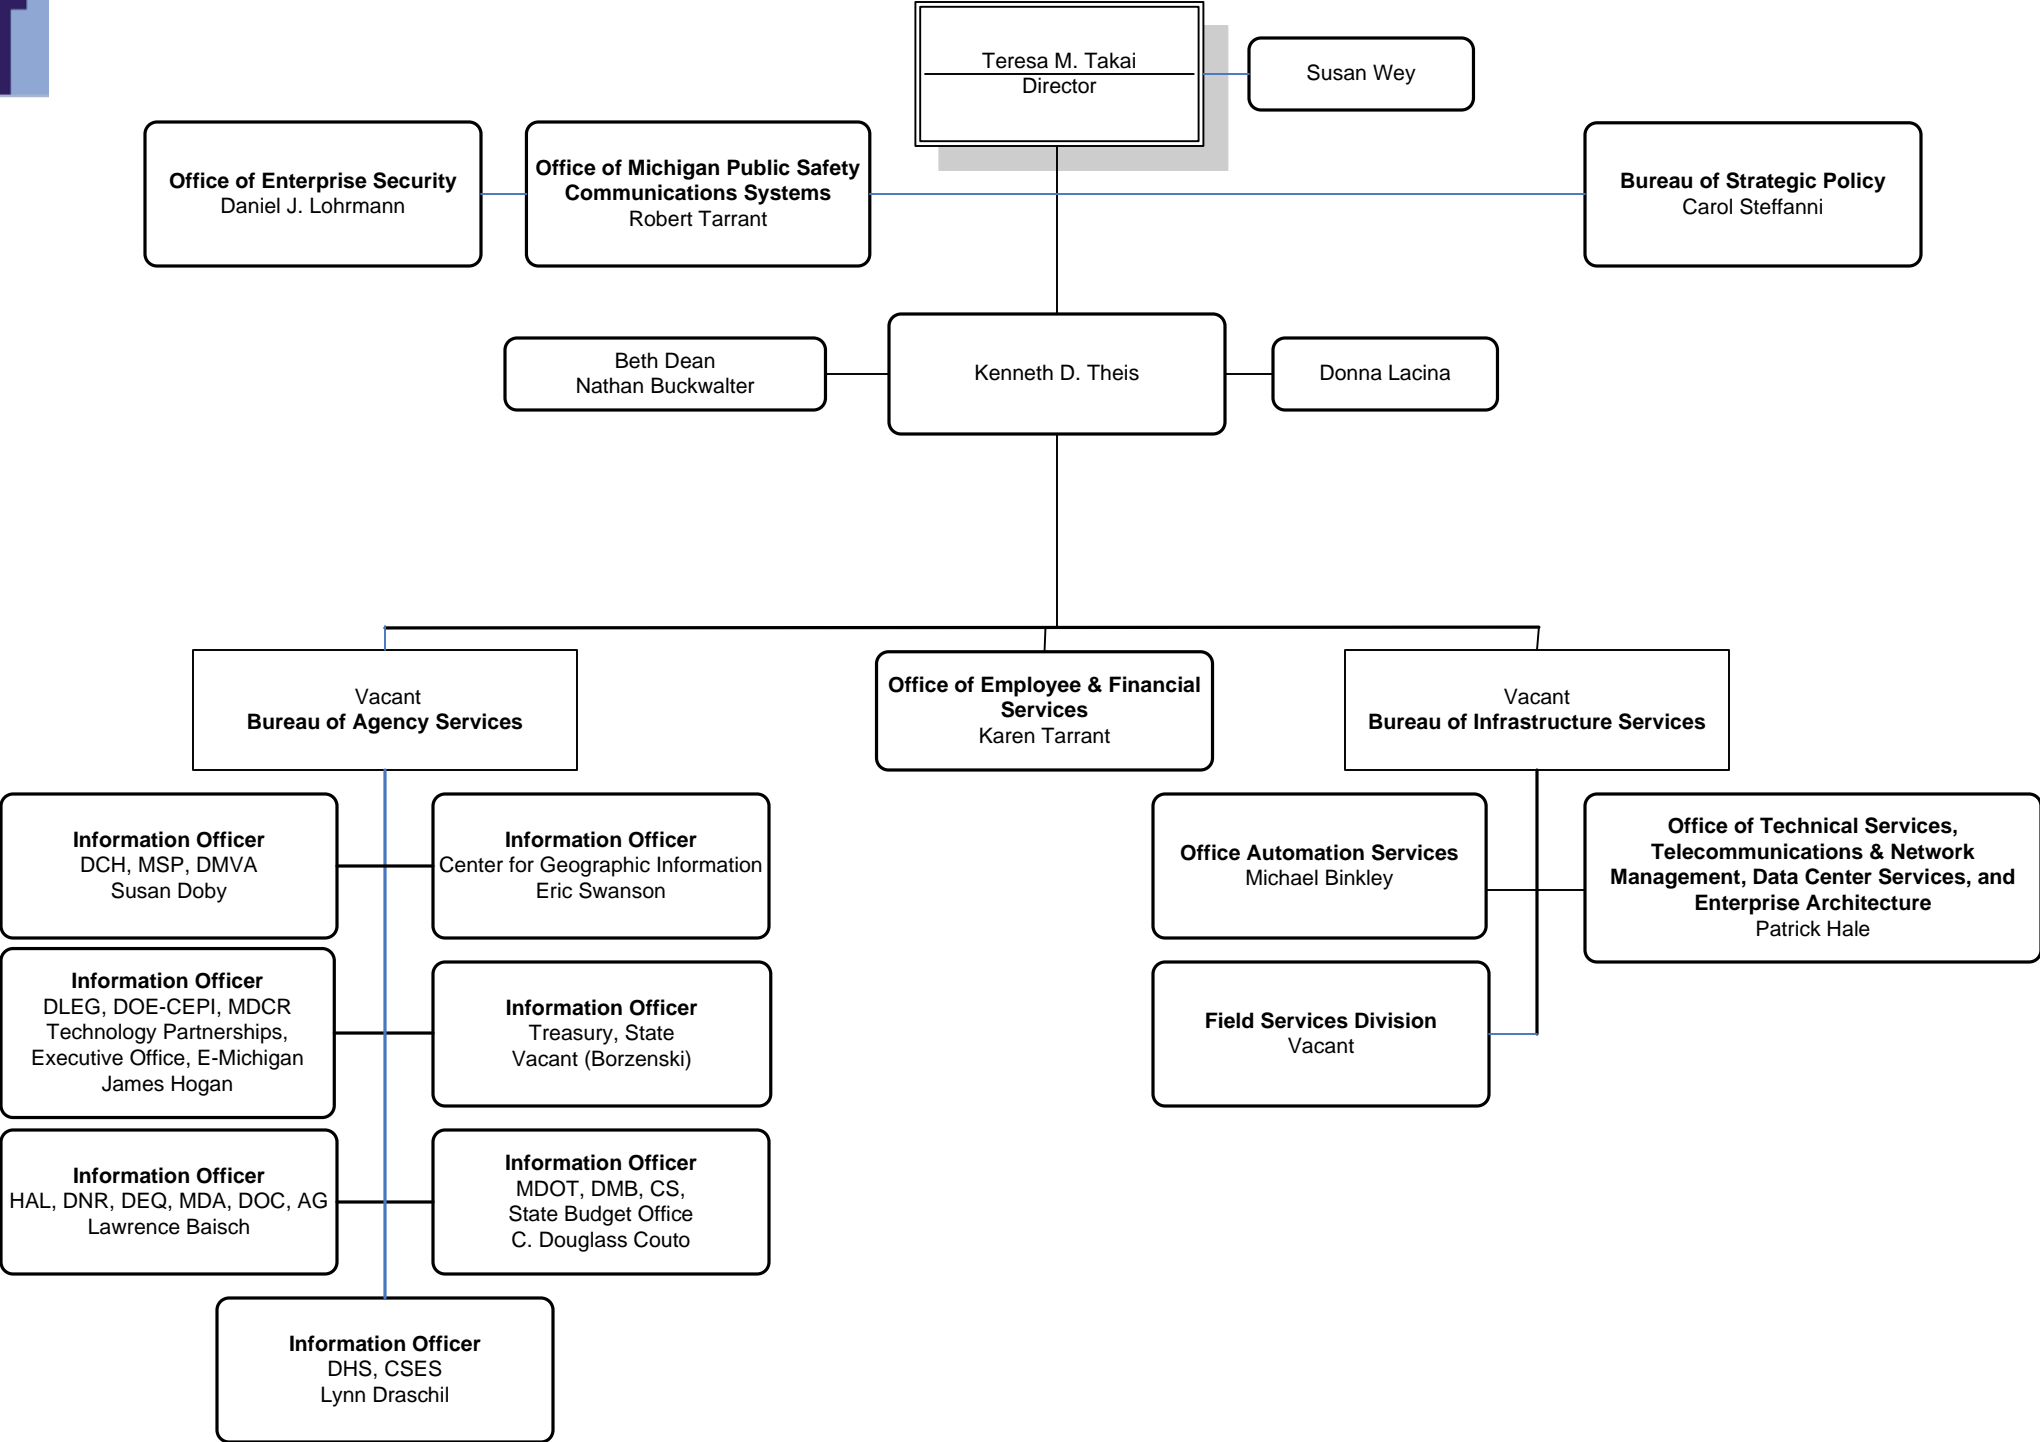 Teresa M. Takai
Director
Susan Wey
Office of Enterprise Security
Daniel J. Lohrmann
Office of Michigan Public Safety
Communications Systems
Robert Tarrant
Bureau of Strategic Policy
Carol Steffanni
Beth Dean
Nathan Buckwalter
Kenneth D. Theis
Donna Lacina
Vacant
Bureau of Agency Services
Office of Employee & Financial
Services
Karen Tarrant
Vacant
Bureau of Infrastructure Services
Information Officer
DCH, MSP, DMVA
Susan Doby
Information Officer
Center for Geographic Information
Eric Swanson
Office Automation Services
Michael Binkley
Office of Technical Services,
Telecommunications & Network
Management, Data Center Services, and
Enterprise Architecture
Patrick Hale
Information Officer
DLEG, DOE-CEPI, MDCR
Technology Partnerships,
Executive Office, E-Michigan
James Hogan
Information Officer
Treasury, State
Vacant (Borzenski)
Field Services Division
Vacant
Information Officer
HAL, DNR, DEQ, MDA, DOC, AG
Lawrence Baisch
Information Officer
MDOT, DMB, CS,
State Budget Office
C. Douglass Couto
Information Officer
DHS, CSES
Lynn Draschil